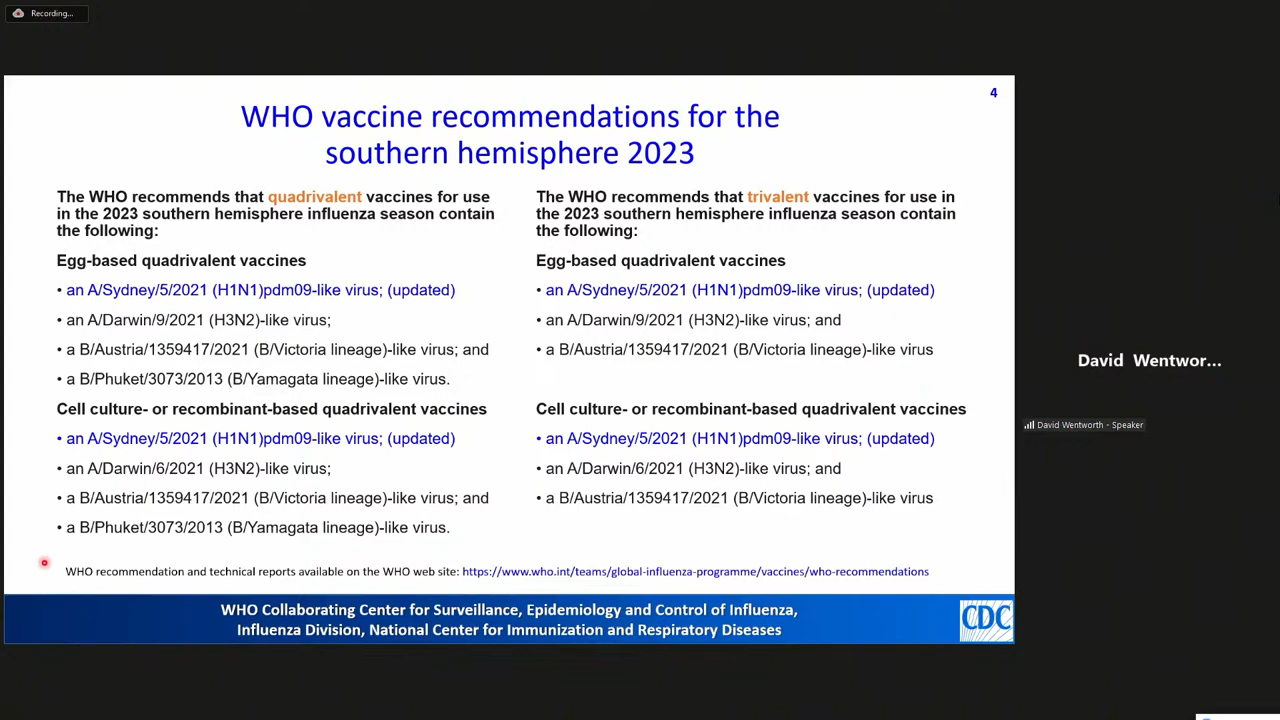 Recording...
4
WHO vaccine recommendations for the
southern hemisphere 2023
The WHO recommends that quadrivalent vaccines for use
in the 2023 southern hemisphere influenza season contain
the following:
Egg-based quadrivalent vaccines
• an A/Sydney/5/2021 (H1N1)pdm09-like virus; (updated)
• an A/Darwin/9/2021 (H3N2)-like virus;
• a B/Austria/1359417/2021 (B/Victoria lineage)-like virus; and
• a B/Phuket/3073/2013 (B/Yamagata lineage)-like virus.
Cell culture- or recombinant-based quadrivalent vaccines
• an A/Sydney/5/2021 (H1N1)pdm09-like virus; (updated)
• an A/Darwin/6/2021 (H3N2)-like virus;
• a B/Austria/1359417/2021 (B/Victoria lineage)-like virus; and
• a B/Phuket/3073/2013 (B/Yamagata lineage)-like virus.
The WHO recommends that trivalent vaccines for use in
the 2023 southern hemisphere influenza season contain
the following:
Egg-based quadrivalent vaccines
• an A/Sydney/5/2021 (H1N1)pdm09-like virus; (updated)
• an A/Darwin/9/2021 (H3N2)-like virus; and
• a B/Austria/1359417/2021 (B/Victoria lineage)-like virus
Cell culture- or recombinant-based quadrivalent vaccines
• an A/Sydney/5/2021 (H1N1)pdm09-like virus; (updated)
• an A/Darwin/6/2021 (H3N2)-like virus; and
• a B/Austria/1359417/2021 (B/Victoria lineage)-like virus
WHO recommendation and technical reports available on the WHO web site: https://www.who.int/teams/global-influenza-programme/vaccines/who-recommendations
WHO Collaborating Center for Surveillance, Epidemiology and Control of Influenza,
Influenza Division, National Center for Immunization and Respiratory Diseases
CDC
David Wentwor...
David Wentworth - Speaker